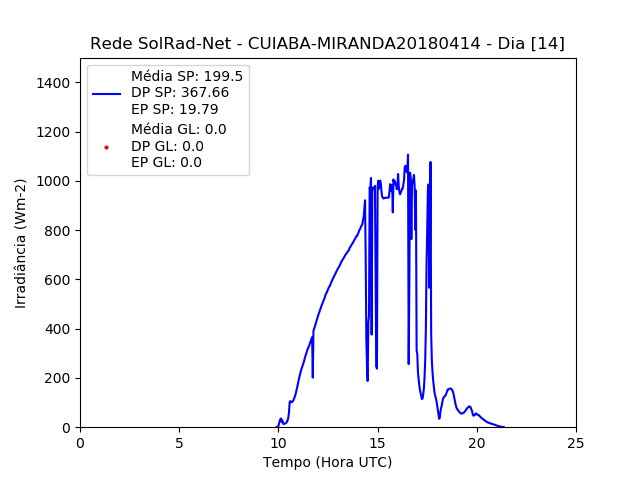 Rede SolRad-Net - CUIABA-MIRANDA20180414 - Dia [14]
Média SP: 199.5
DP SP: 367.66
EP SP: 19.79
Média GL: 0.0
DP GL: 0.0
EP GL: 0.0
Irradiância (Wm-2)
1400
1200
1000
800
600
400
200
0
0 5 10 15 20 25
Tempo (Hora UTC)